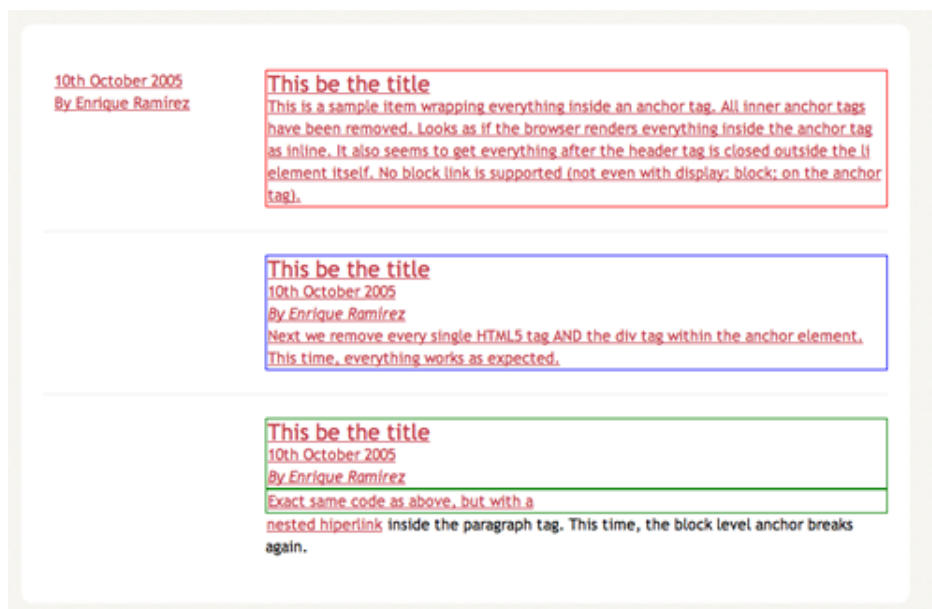 10th October 2005
By Enrique Ramírez
This be the title
This is a sample item wrapping everything inside an anchor tag. All inner anchor tags
have been removed. Looks as if the browser renders everything inside the anchor tag
as inline. It also seems to get everything after the header tag is closed outside the li
element itself. No block link is supported (not even with display: block; on the anchor
tag).
This be the title
10th October 2005
By Enrique Ramírez
Next we remove every single HTML5 tag AND the div tag within the anchor element.
This time, everything works as expected.
This be the title
10th October 2005
By Enrique Ramírez
Exact same code as above, but with a
nested hiperlink inside the paragraph tag. This time, the block level anchor breaks
again.